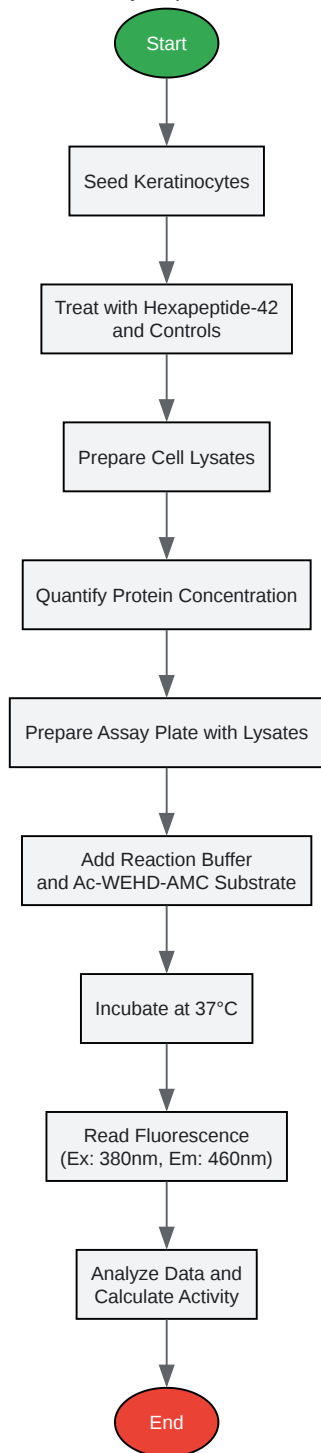 Start
Seed Keratinocytes
Treat with Hexapeptide-42
and Controls
Prepare Cell Lysates
Quantify Protein Concentration
Prepare Assay Plate with Lysates
Add Reaction Buffer
and Ac-WEHD-AMC Substrate
Incubate at 37°C
Read Fluorescence
(Ex: 380nm, Em: 460nm)
Analyze Data and
Calculate Activity
End